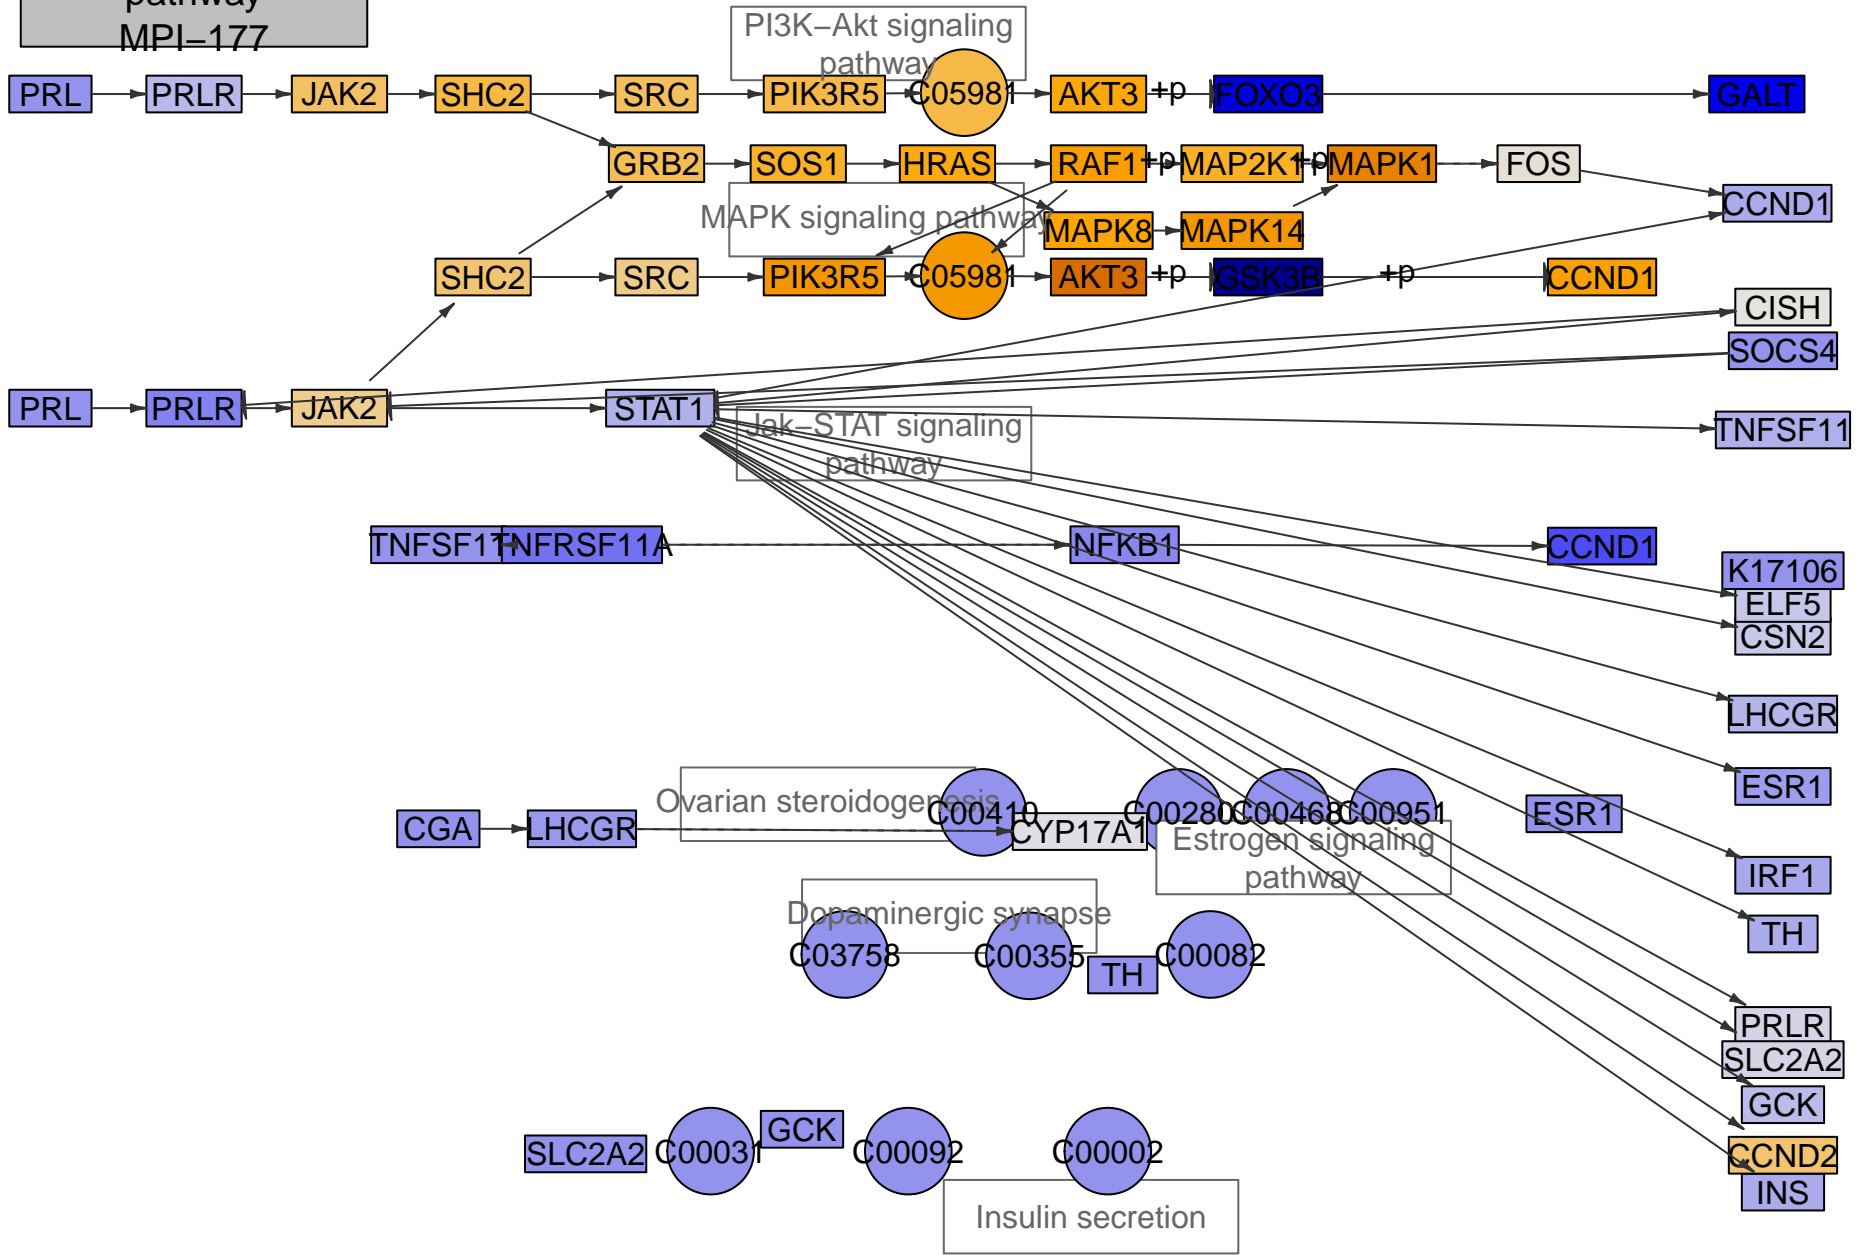 pathway
MPI–177
PI3K–Akt signaling
pathway
PRL
PRLR
JAK2
SHC2
SRC
PIK3R5
C05981
AKT3
+p
FOXO3
GALT
GRB2
SOS1
HRAS
RAF1
+p
MAP2K1
+p
MAPK1
FOS
CCND1
MAPK signaling pathway
MAPK8
MAPK14
SHC2
SRC
PIK3R5
C05981
AKT3
+p
GSK3B
+p
CCND1
CISH
SOCS4
PRL
PRLR
JAK2
STAT1
Jak–STAT signaling
pathway
TNFSF11
TNFSF11
TNFRSF11A
NFKB1
CCND1
K17106
ELF5
CSN2
LHCGR
ESR1
Ovarian steroidogenesis
C00410
C00280
C00468
C00951
ESR1
CGA
LHCGR
CYP17A1
Estrogen signaling
pathway
IRF1
Dopaminergic synapse
TH
C03758
C00355
TH
C00082
PRLR
SLC2A2
GCK
SLC2A2
C00031
GCK
C00092
C00002
CCND2
INS
Insulin secretion